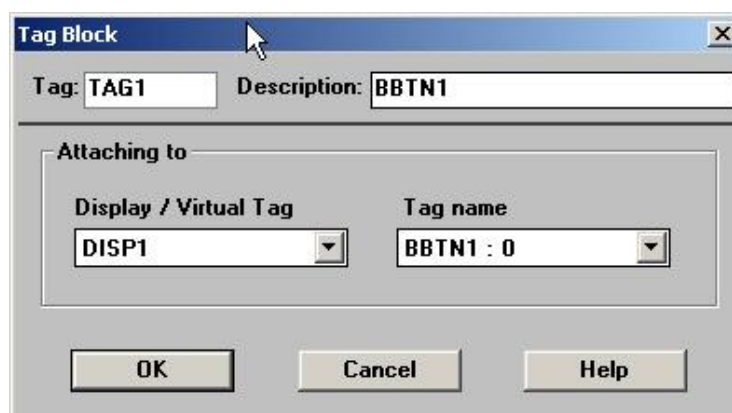 Tag Block
Tag: TAG1 Description: BBTN1
Attaching to
Display / Virtual Tag Tag name
DISP1 BBTN1 : 0
OK Cancel Help